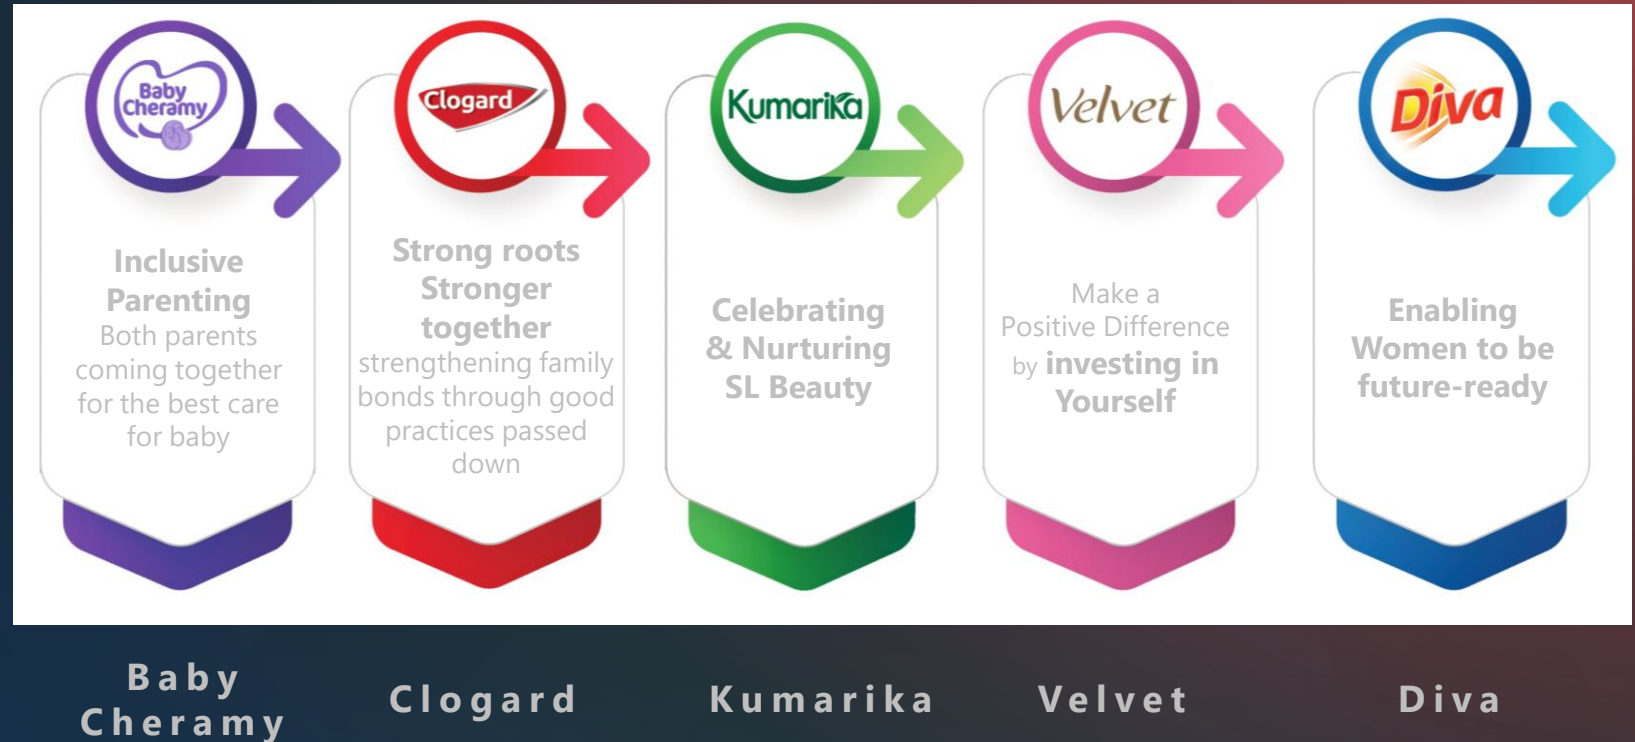 Baby
Cheramy
Inclusive
Parenting
Both parents
coming together
for the best care
for baby
Clogard
Strong roots
Stronger
together
strengthening family
bonds through good
practices passed
down
Kumarika
Celebrating
& Nurturing
SL Beauty
Velvet
Make a
Positive Difference
by investing in
Yourself
Diva
Enabling
Women to be
future-ready
Baby
Cheramy
Clogard
Kumarika
Velvet
Diva